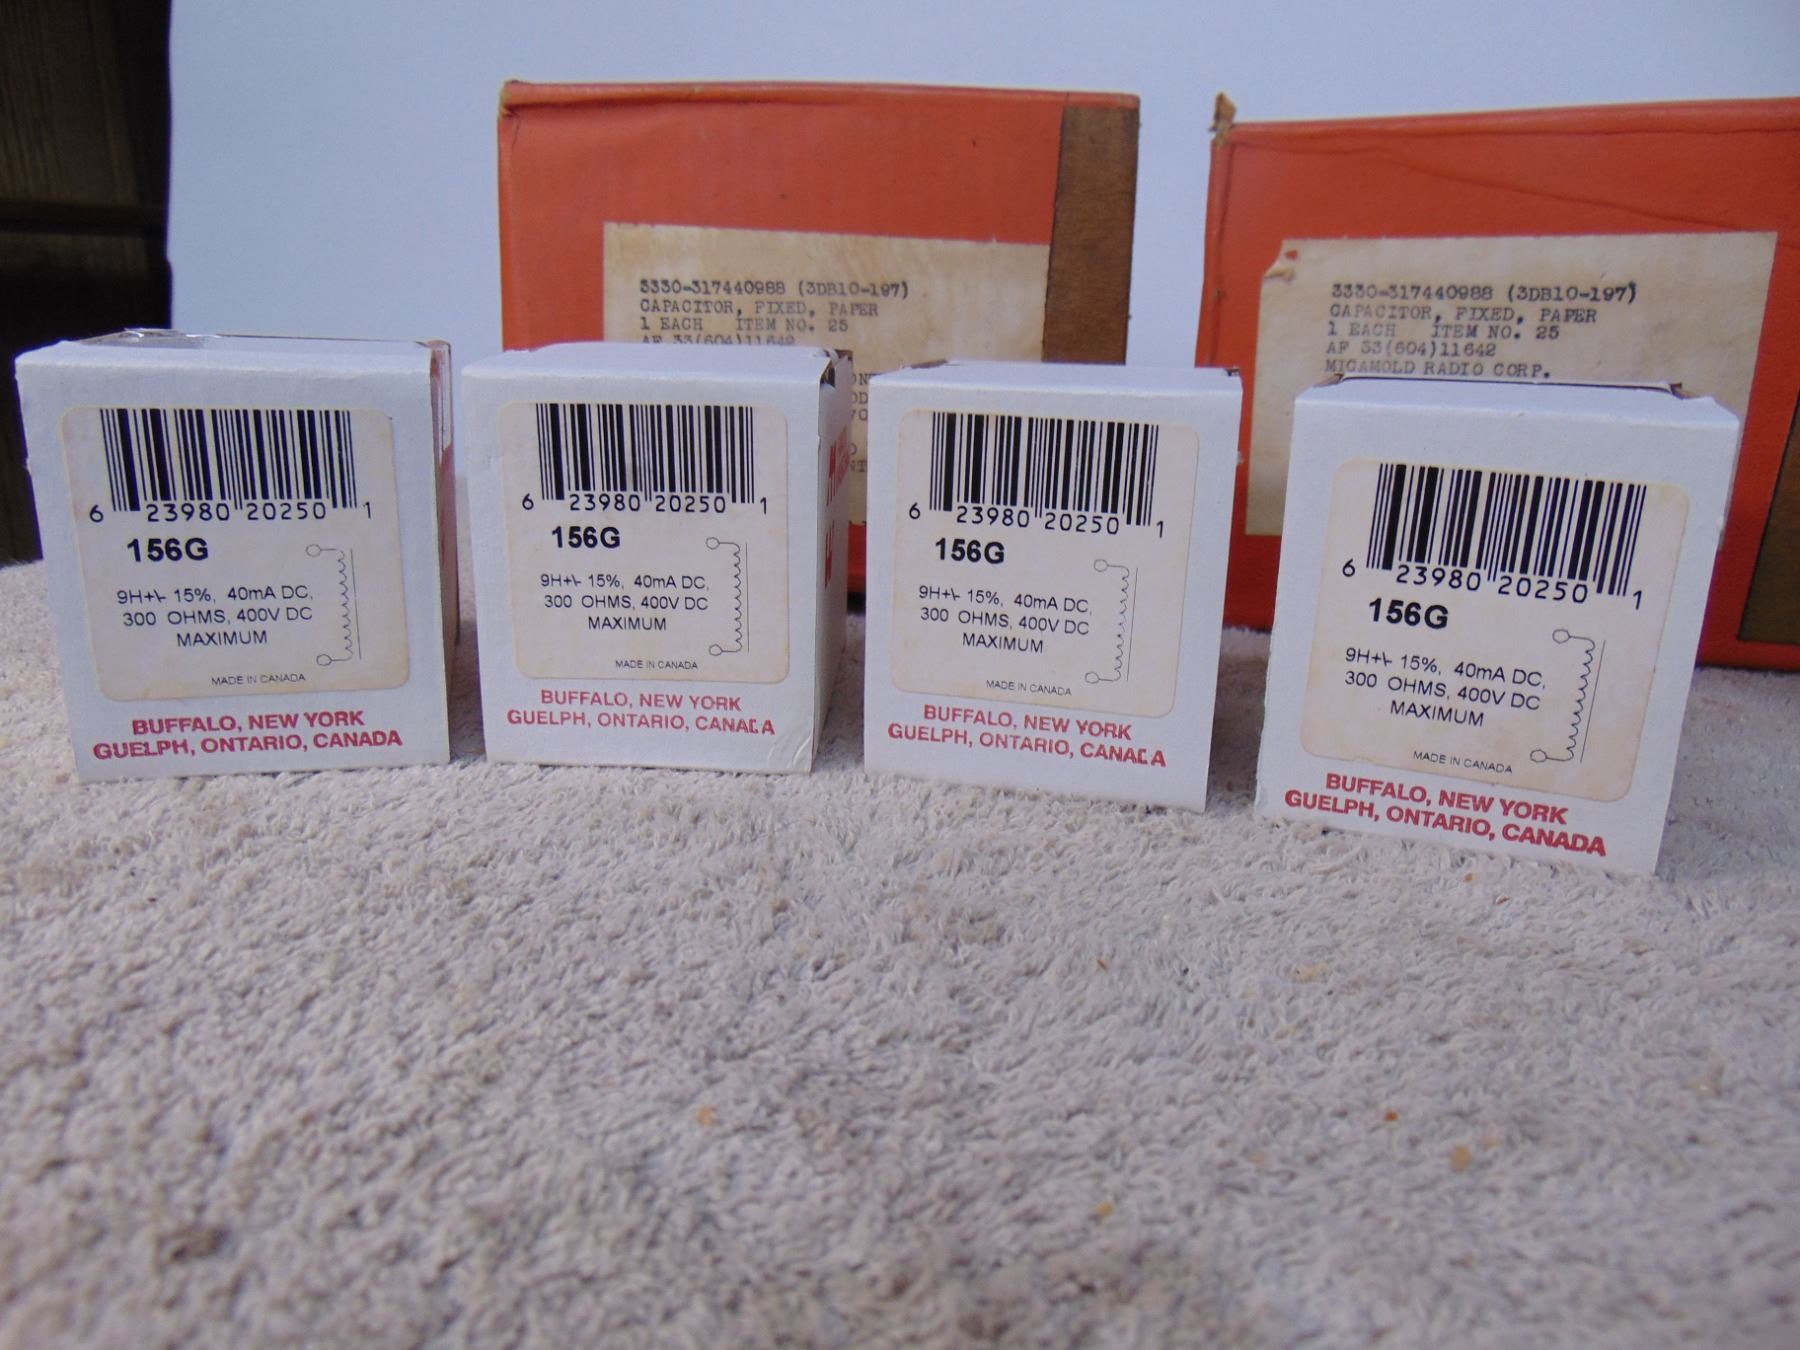 3330-317440988 (3DB10-197)
CAPACITOR, FIXED, PAPER
1 EACH ITEM NO. 25
AF 33(604)11642
3330-317440988 (3DB10-197)
CAPACITOR, FIXED, PAPER
1 EACH ITEM NO. 25
AF 33(604)11642
MICAMOLD RADIO CORP.
6 23980 20250 1
156G
9H+\- 15%, 40mA DC,
300 OHMS, 400V DC
MAXIMUM
MADE IN CANADA
BUFFALO, NEW YORK
GUELPH, ONTARIO, CANADA
6 23980 20250 1
156G
9H+\- 15%, 40mA DC,
300 OHMS, 400V DC
MAXIMUM
MADE IN CANADA
BUFFALO, NEW YORK
GUELPH, ONTARIO, CANADA
6 23980 20250 1
156G
9H+\- 15%, 40mA DC,
300 OHMS, 400V DC
MAXIMUM
MADE IN CANADA
BUFFALO, NEW YORK
GUELPH, ONTARIO, CANADA
6 23980 20250 1
156G
9H+\- 15%, 40mA DC,
300 OHMS, 400V DC
MAXIMUM
MADE IN CANADA
BUFFALO, NEW YORK
GUELPH, ONTARIO, CANADA